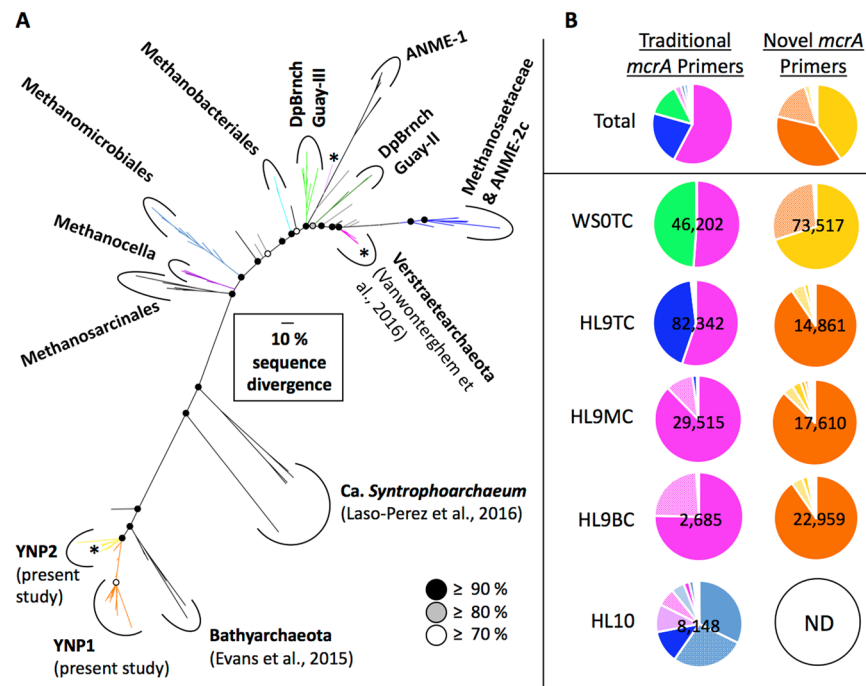 A
ANME-1
DpBrnch
Guay-III
Methanobacteriales
*
DpBrnch
Guay-II
Methanomicrobiales
Methanosaetaceae
& ANME-2c
Methanocella
*
Verstraetearchaeota
(Vanwonterghem et
al., 2016)
Methanosarcinales
10 %
sequence
divergence
Ca. Syntrophoarchaeum
(Laso-Perez et al., 2016)
YNP2
(present
study)
*
YNP1
(present study)
Bathyarchaeota
(Evans et al., 2015)
≥ 90 %
≥ 80 %
≥ 70 %
B
Traditional
mcrA Primers
Novel mcrA
Primers
Total
WS0TC
46,202
73,517
HL9TC
82,342
14,861
HL9MC
29,515
17,610
HL9BC
2,685
22,959
HL10
8,148
ND